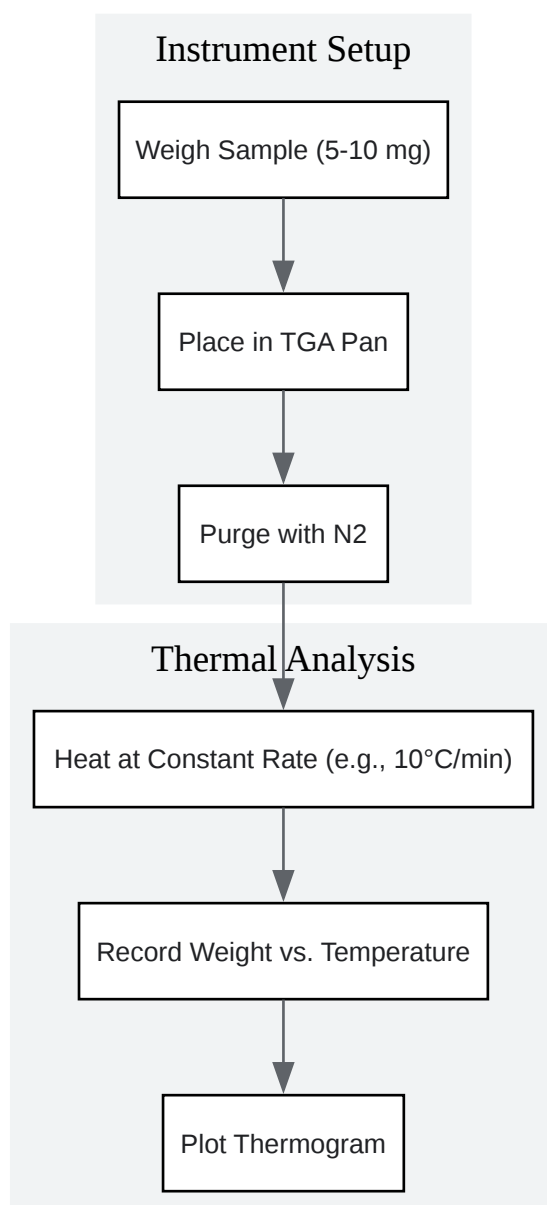 Instrument Setup
Weigh Sample (5-10 mg)
Place in TGA Pan
Purge with N2
Thermal Analysis
Heat at Constant Rate (e.g., 10°C/min)
Record Weight vs. Temperature
Plot Thermogram